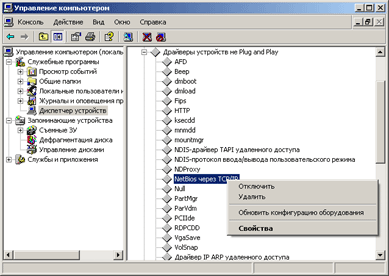 Управление компьютером
Консоль Действие Вид Окно Справка
Управление компьютером (локаль
Служебные программы
Просмотр событий
Общие папки
Локальные пользователи и
Журналы и оповещения пр
Диспетчер устройств
Запоминающие устройства
Съемные ЗУ
Дефрагментация диска
Управление дисками
Службы и приложения
Драйверы устройств не Plug and Play
AFD
Beep
dmboot
dmload
Fips
HTTP
ksecdd
mnmdd
mountmgr
NDIS-драйвер TAPI удаленного доступа
NDIS-протокол ввода/вывода пользовательского режима
NDProxy
NetBios через TCP/IP
Null
PartMgr
ParVdm
PCIIde
RDPCDD
VgaSave
VolSnap
Драйвер IP ARP удаленного доступа
Отключить
Удалить
Обновить конфигурацию оборудования
Свойства